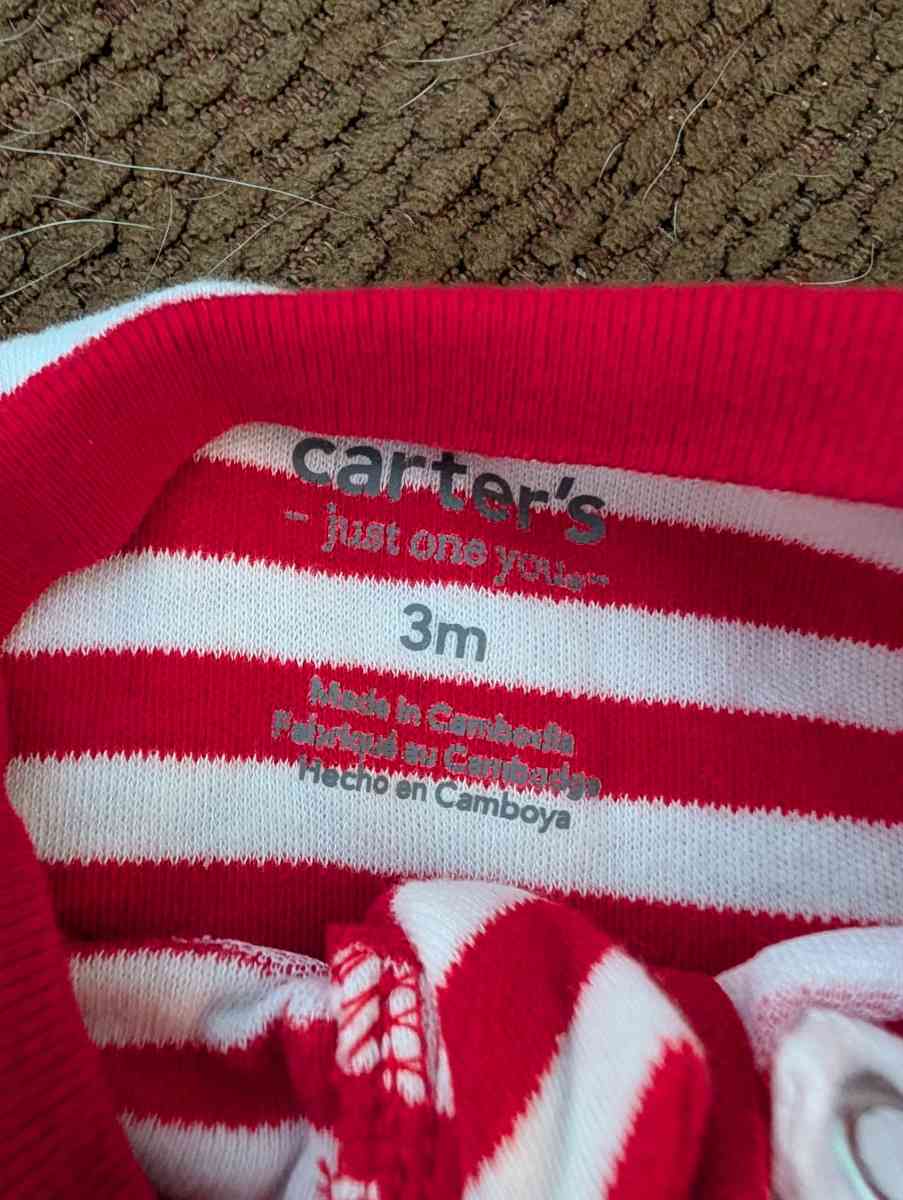 carter's
just one you
3m
Made in Cambodia
Fabriqué au Cambodge
Hecho en Camboya